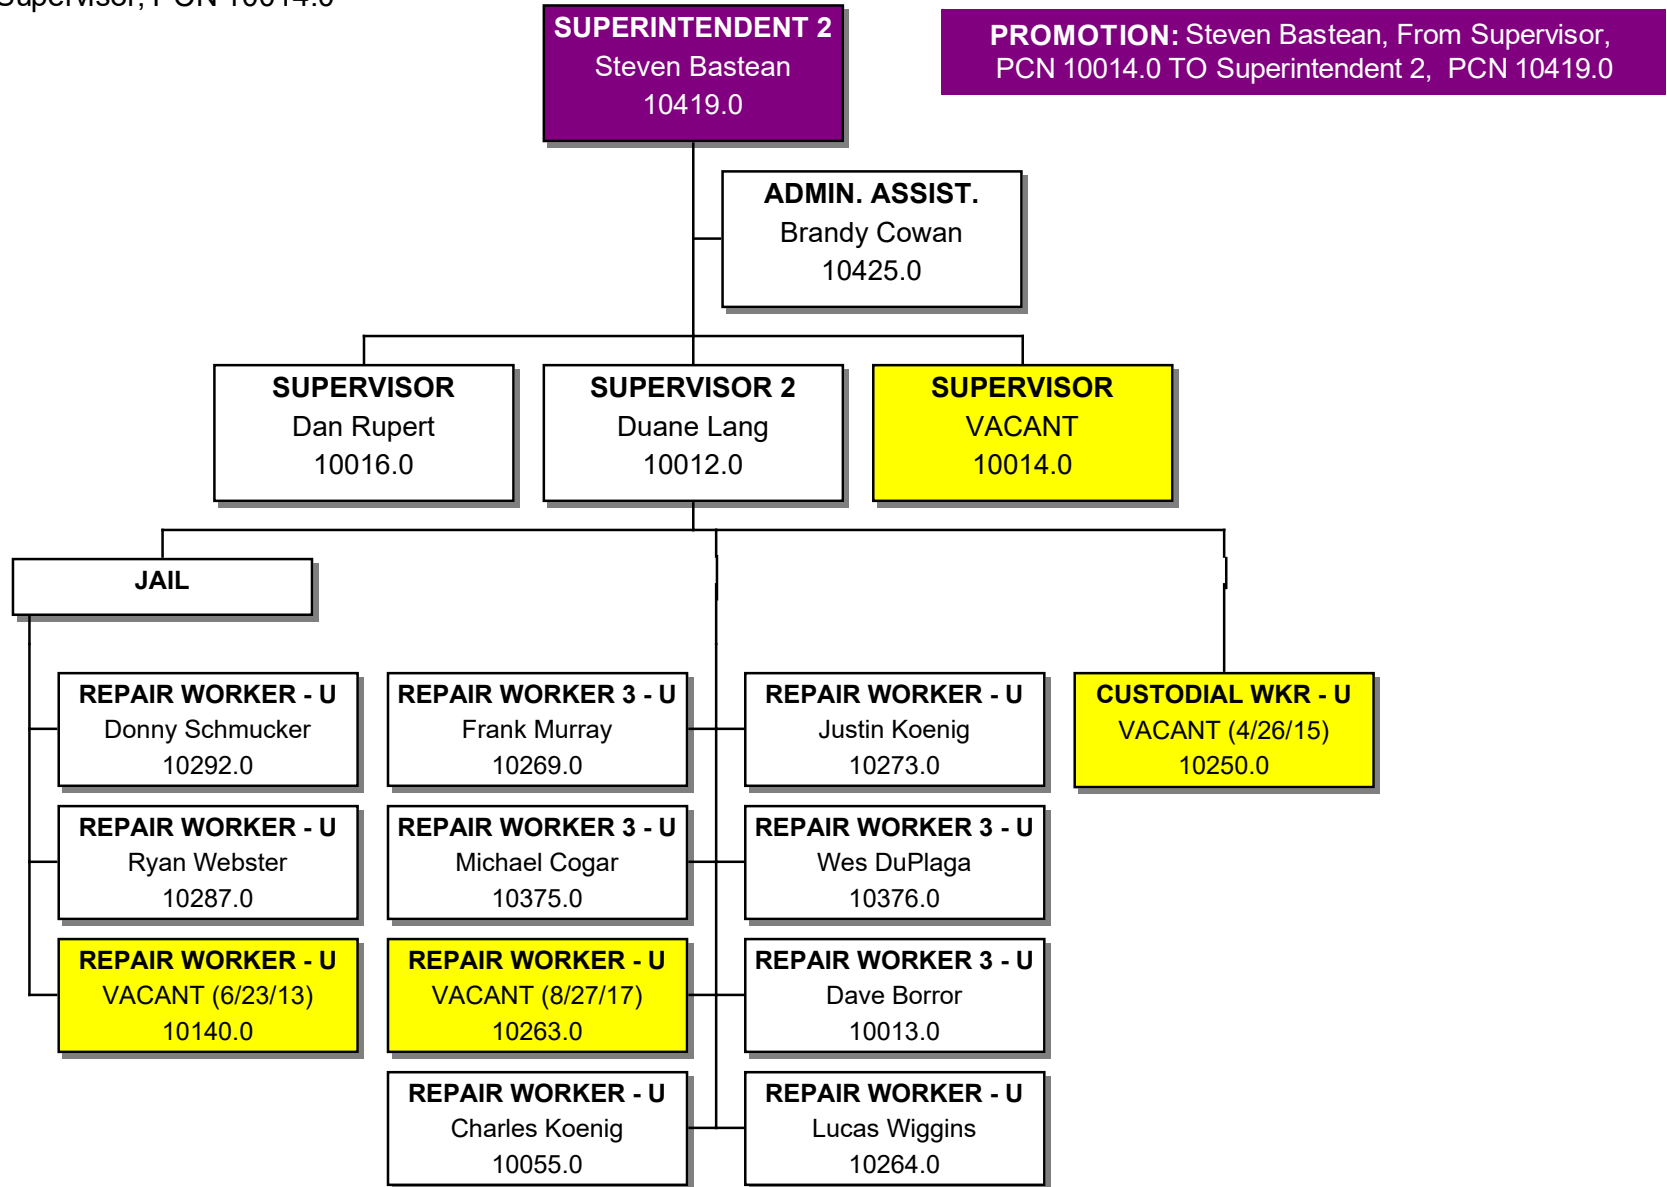 Supervisor, PCN 10014.0
SUPERINTENDENT 2
Steven Bastean
10419.0
PROMOTION: Steven Bastean, From Supervisor,
PCN 10014.0 TO Superintendent 2, PCN 10419.0
ADMIN. ASSIST.
Brandy Cowan
10425.0
SUPERVISOR
Dan Rupert
10016.0
SUPERVISOR 2
Duane Lang
10012.0
SUPERVISOR
VACANT
10014.0
JAIL
REPAIR WORKER - U
Donny Schmucker
10292.0
REPAIR WORKER 3 - U
Frank Murray
10269.0
REPAIR WORKER - U
Justin Koenig
10273.0
CUSTODIAL WKR - U
VACANT (4/26/15)
10250.0
REPAIR WORKER - U
Ryan Webster
10287.0
REPAIR WORKER 3 - U
Michael Cogar
10375.0
REPAIR WORKER 3 - U
Wes DuPlaga
10376.0
REPAIR WORKER - U
VACANT (6/23/13)
10140.0
REPAIR WORKER - U
VACANT (8/27/17)
10263.0
REPAIR WORKER 3 - U
Dave Borror
10013.0
REPAIR WORKER - U
Charles Koenig
10055.0
REPAIR WORKER - U
Lucas Wiggins
10264.0